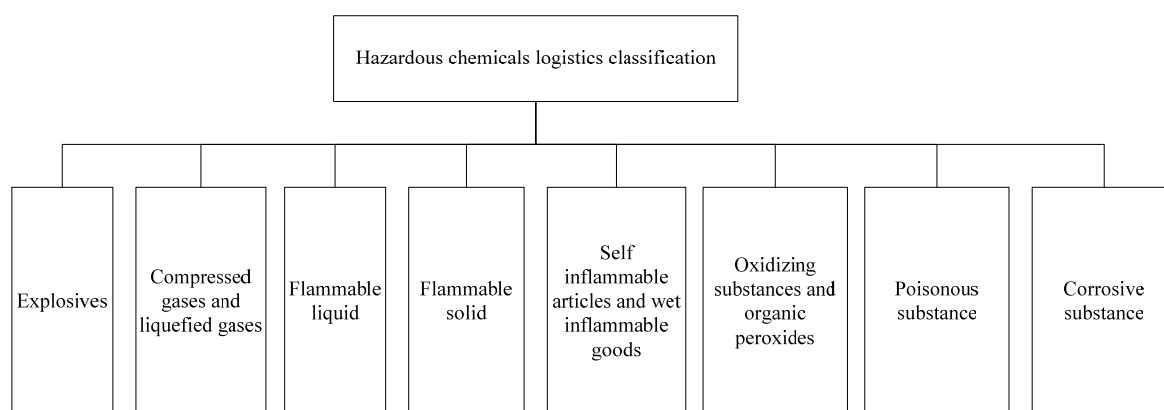 Hazardous chemicals logistics classification
Explosives
Compressed
gases and
liquefied gases
Flammable
liquid
Flammable
solid
Self
inflammable
articles and wet
inflammable
goods
Oxidizing
substances and
organic
peroxides
Poisonous
substance
Corrosive
substance